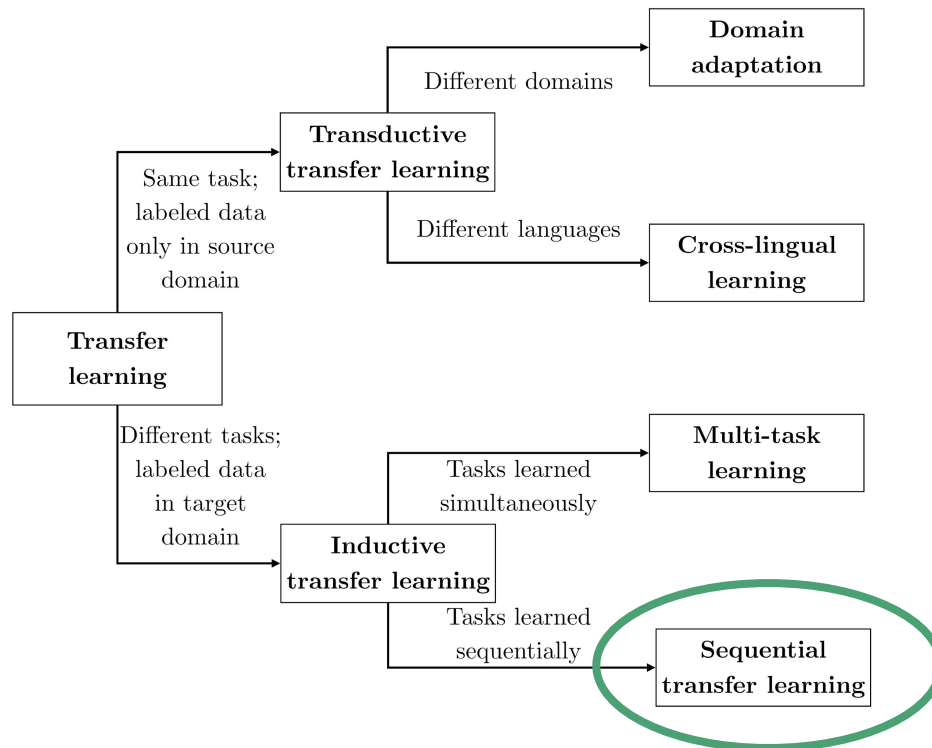 Domain
adaptation
Different domains
Transductive
transfer learning
Same task;
labeled data
only in source
domain
Different languages
Cross-lingual
learning
Transfer
learning
Different tasks;
labeled data
in target
domain
Multi-task
learning
Tasks learned
simultaneously
Inductive
transfer learning
Tasks learned
sequentially
Sequential
transfer learning